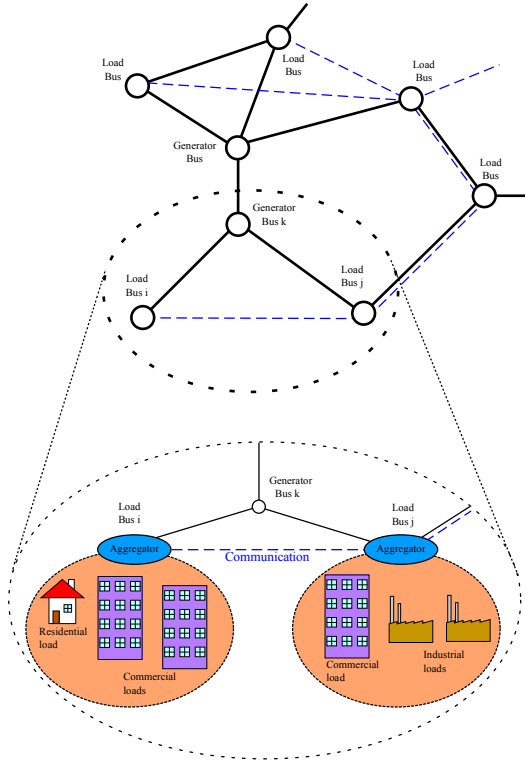 Load
Bus
Load
Bus
Load
Bus
Generator
Bus
Load
Bus
Generator
Bus k
Load
Bus i
Load
Bus j
Generator
Bus k
Load
Bus i
Load
Bus j
Aggregator
Aggregator
Communication
Residential
load
Commercial
loads
Commercial
load
Industrial
loads